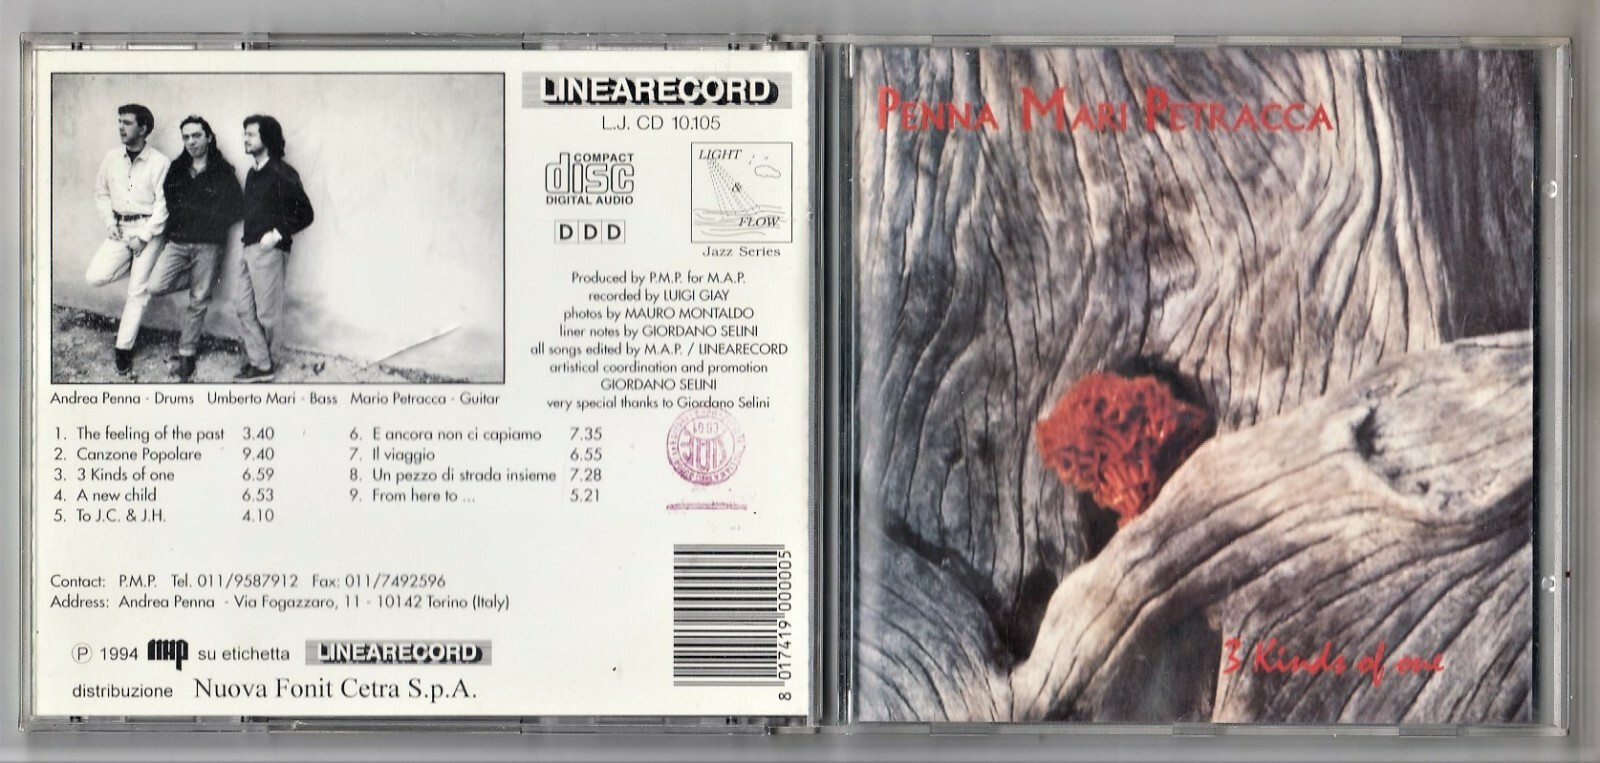 LINEARECORD
L.J. CD 10.105
COMPACT
disc
DIGITAL AUDIO
DDD
LIGHT
&
FLOW
Jazz Series
Produced by P.M.P. for M.A.P.
recorded by LUIGI GIAY
photos by MAURO MONTALDO
liner notes by GIORDANO SELINI
all songs edited by M.A.P. / LINEARECORD
artistical coordination and promotion
GIORDANO SELINI
very special thanks to Giordano Selini
Andrea Penna - Drums Umberto Mari - Bass Mario Petracca - Guitar
1. The feeling of the past 3.40
2. Canzone Popolare 9.40
3. 3 Kinds of one 6.59
4. A new child 6.53
5. To J.C. & J.H. 4.10
6. E ancora non ci capiamo 7.35
7. Il viaggio 6.55
8. Un pezzo di strada insieme 7.28
9. From here to ... 5.21
Contact: P.M.P. Tel. 011/9587912 Fax: 011/7492596
Address: Andrea Penna - Via Fogazzaro, 11 - 10142 Torino (Italy)
℗ 1994 MAP su etichetta LINEARECORD
distribuzione Nuova Fonit Cetra S.p.A.
8 017419 000005
PENNA MARI PETRACCA
3 Kinds of one